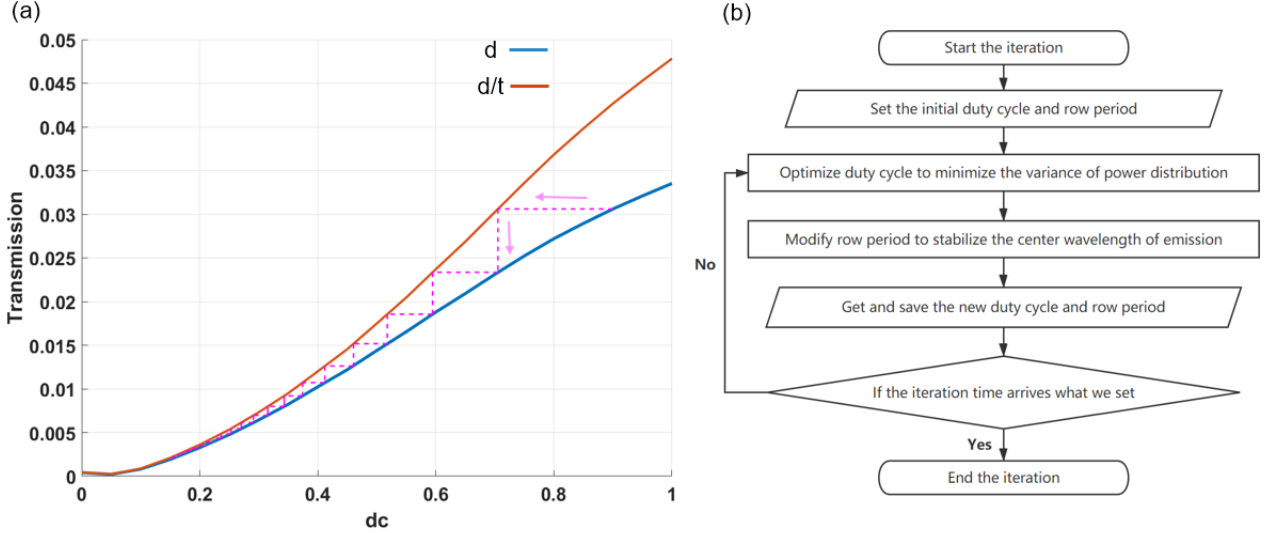 (a)
0.05
0.045
0.04
0.035
0.03
0.025
0.02
0.015
0.01
0.005
0
Transmission
d
d/t
0
0.2
0.4
0.6
0.8
1
dc
(b)
Start the iteration
Set the initial duty cycle and row period
Optimize duty cycle to minimize the variance of power distribution
Modify row period to stabilize the center wavelength of emission
No
Get and save the new duty cycle and row period
If the iteration time arrives what we set
Yes
End the iteration